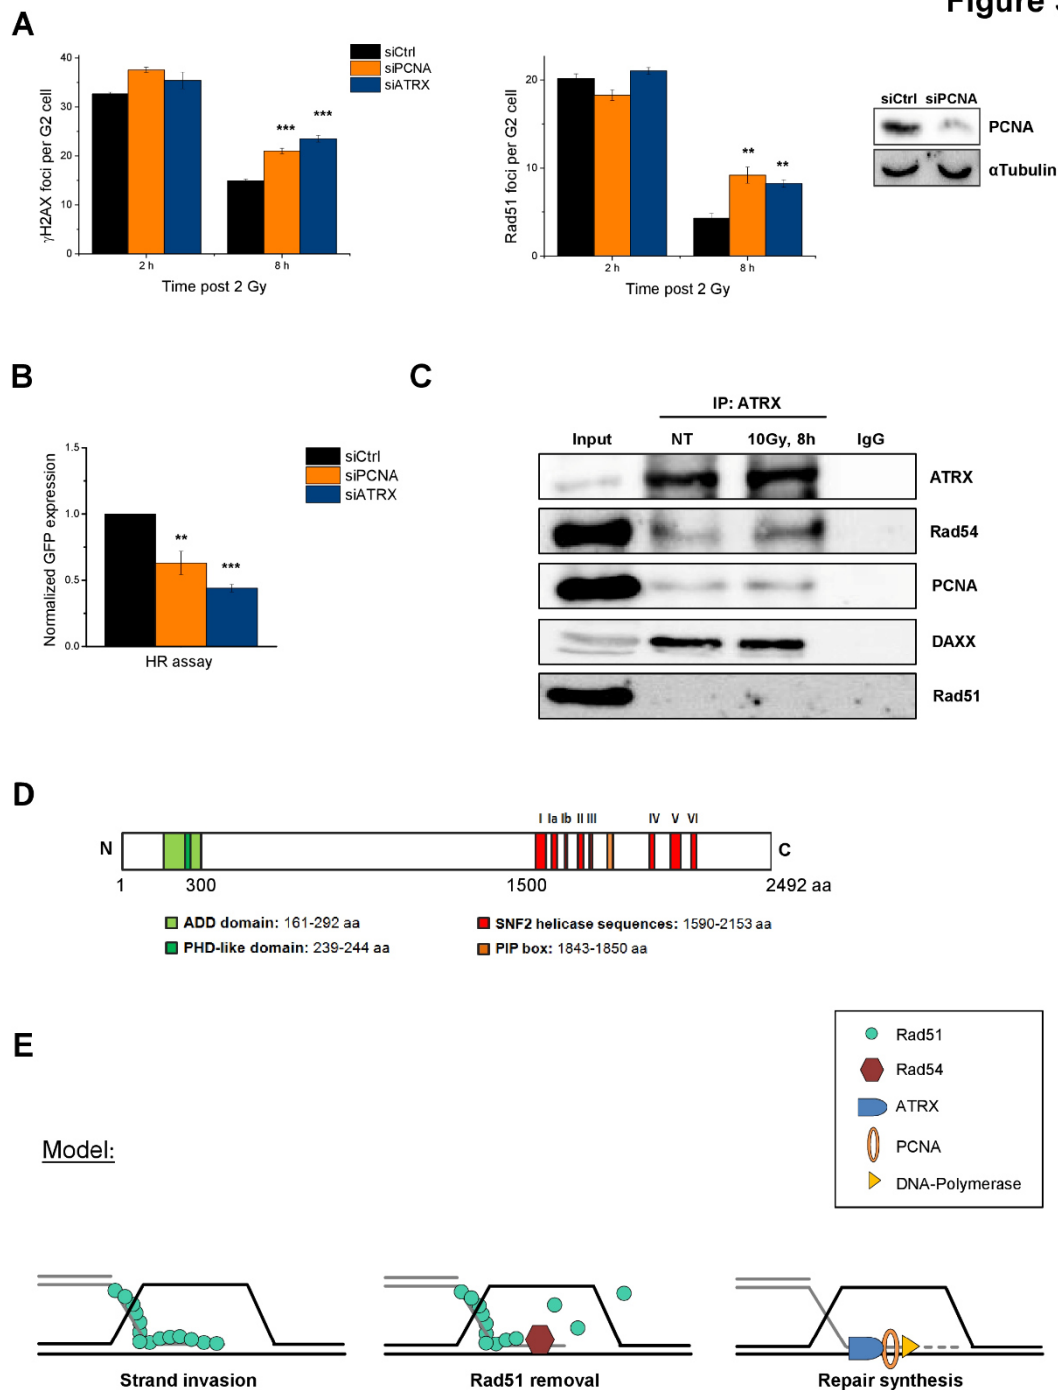 Figure
A
siCtrl
siPCNA
siATRX
γH2AX foci per G2 cell
40
30
20
10
0
***
***
2 h
8 h
Time post 2 Gy
Rad51 foci per G2 cell
20
10
0
**
**
2 h
8 h
Time post 2 Gy
siCtrl siPCNA
PCNA
αTubulin
B
Normalized GFP expression
1.5
1.0
0.5
0.0
**
***
HR assay
siCtrl
siPCNA
siATRX
C
IP: ATRX
Input NT 10Gy, 8h IgG
ATRX
Rad54
PCNA
DAXX
Rad51
D
I Ia Ib II III IV V VI
N C
1 300 1500 2492 aa
ADD domain: 161-292 aa
PHD-like domain: 239-244 aa
SNF2 helicase sequences: 1590-2153 aa
PIP box: 1843-1850 aa
E
Model:
Rad51
Rad54
ATRX
PCNA
DNA-Polymerase
Strand invasion
Rad51 removal
Repair synthesis